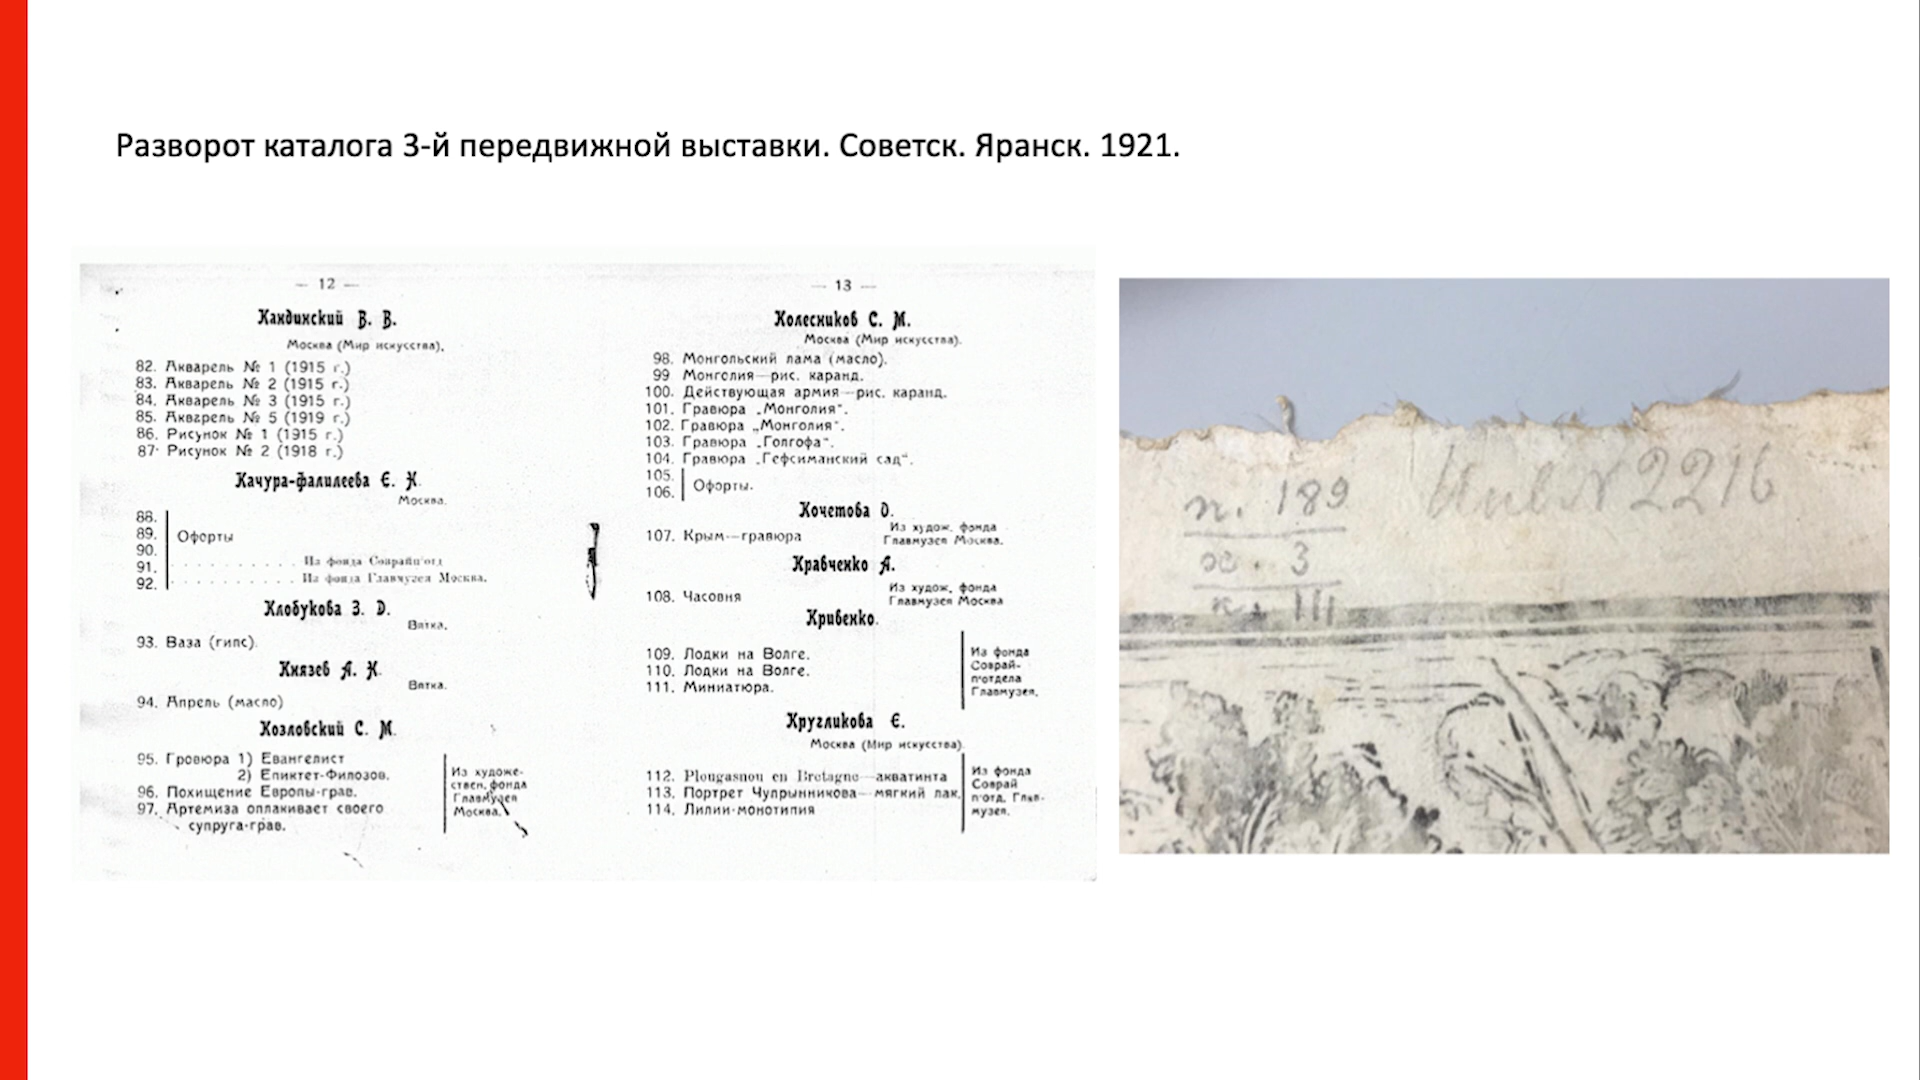 Разворот каталога 3-й передвижной выставки. Советск. Яранск. 1921.
— 12 —
Кандинский В. В.
Москва (Мир искусства),
82. Акварель № 1 (1915 г.)
83. Акварель № 2 (1915 г.)
84. Акварель № 3 (1915 г.)
85. Акварель № 5 (1919 г.)
86. Рисунок № 1 (1915 г.)
87· Рисунок № 2 (1918 г.)
Качура-фалилеева Є. Н.
Москва.
88.
89. Офорты
90.
91. . . . . . . . . . . Из фонда Соврайп'отд
92. . . . . . . . . . . Из фонда Главмузея Москва.
Клобукова З. D.
Вятка.
93. Ваза (гипс).
Князев А. Н.
Вятка.
94. Апрель (масло)
Козловский С. М.
95. Гровюра 1) Евангелист
2) Епиктет-Филозов.
96. Похищение Европы-грав.
97. Артемиза оплакивает своего
супруга-грав.
Из художе-
ствен. фонда
Главмузея
Москва.
— 13 —
Колесников С. М.
Москва (Мир искусства).
98. Монгольский лама (масло).
99 Монголия—рис. каранд.
100. Действующая армия—рис. каранд.
101. Гравюра „Монголия".
102. Гравюра „Монголия".
103. Гравюра „Голгофа".
104. Гравюра „Гефсиманский сад".
105.
106. Офорты.
Кочетова D.
107. Крым—гравюра
Из худож. фонда
Главмузея Москва.
Кравченко А.
108. Часовня
Из худож, фонда
Главмузея Москва
Кривенко.
109. Лодки на Волге.
110. Лодки на Волге.
111. Миниатюра.
Из фонда
Соврай-
п'отдела
Главмузея.
Кругликова Є.
Москва (Мир искусства).
112. Plougasnou en Bretagne—акватинта
113. Портрет Чупрынникова—мягкий лак.
114. Лилии-монотипия
Из фонда
Соврай
п'отд. Глав-
музея.
п. 189
Инв N 2216
ж. 3
к. III